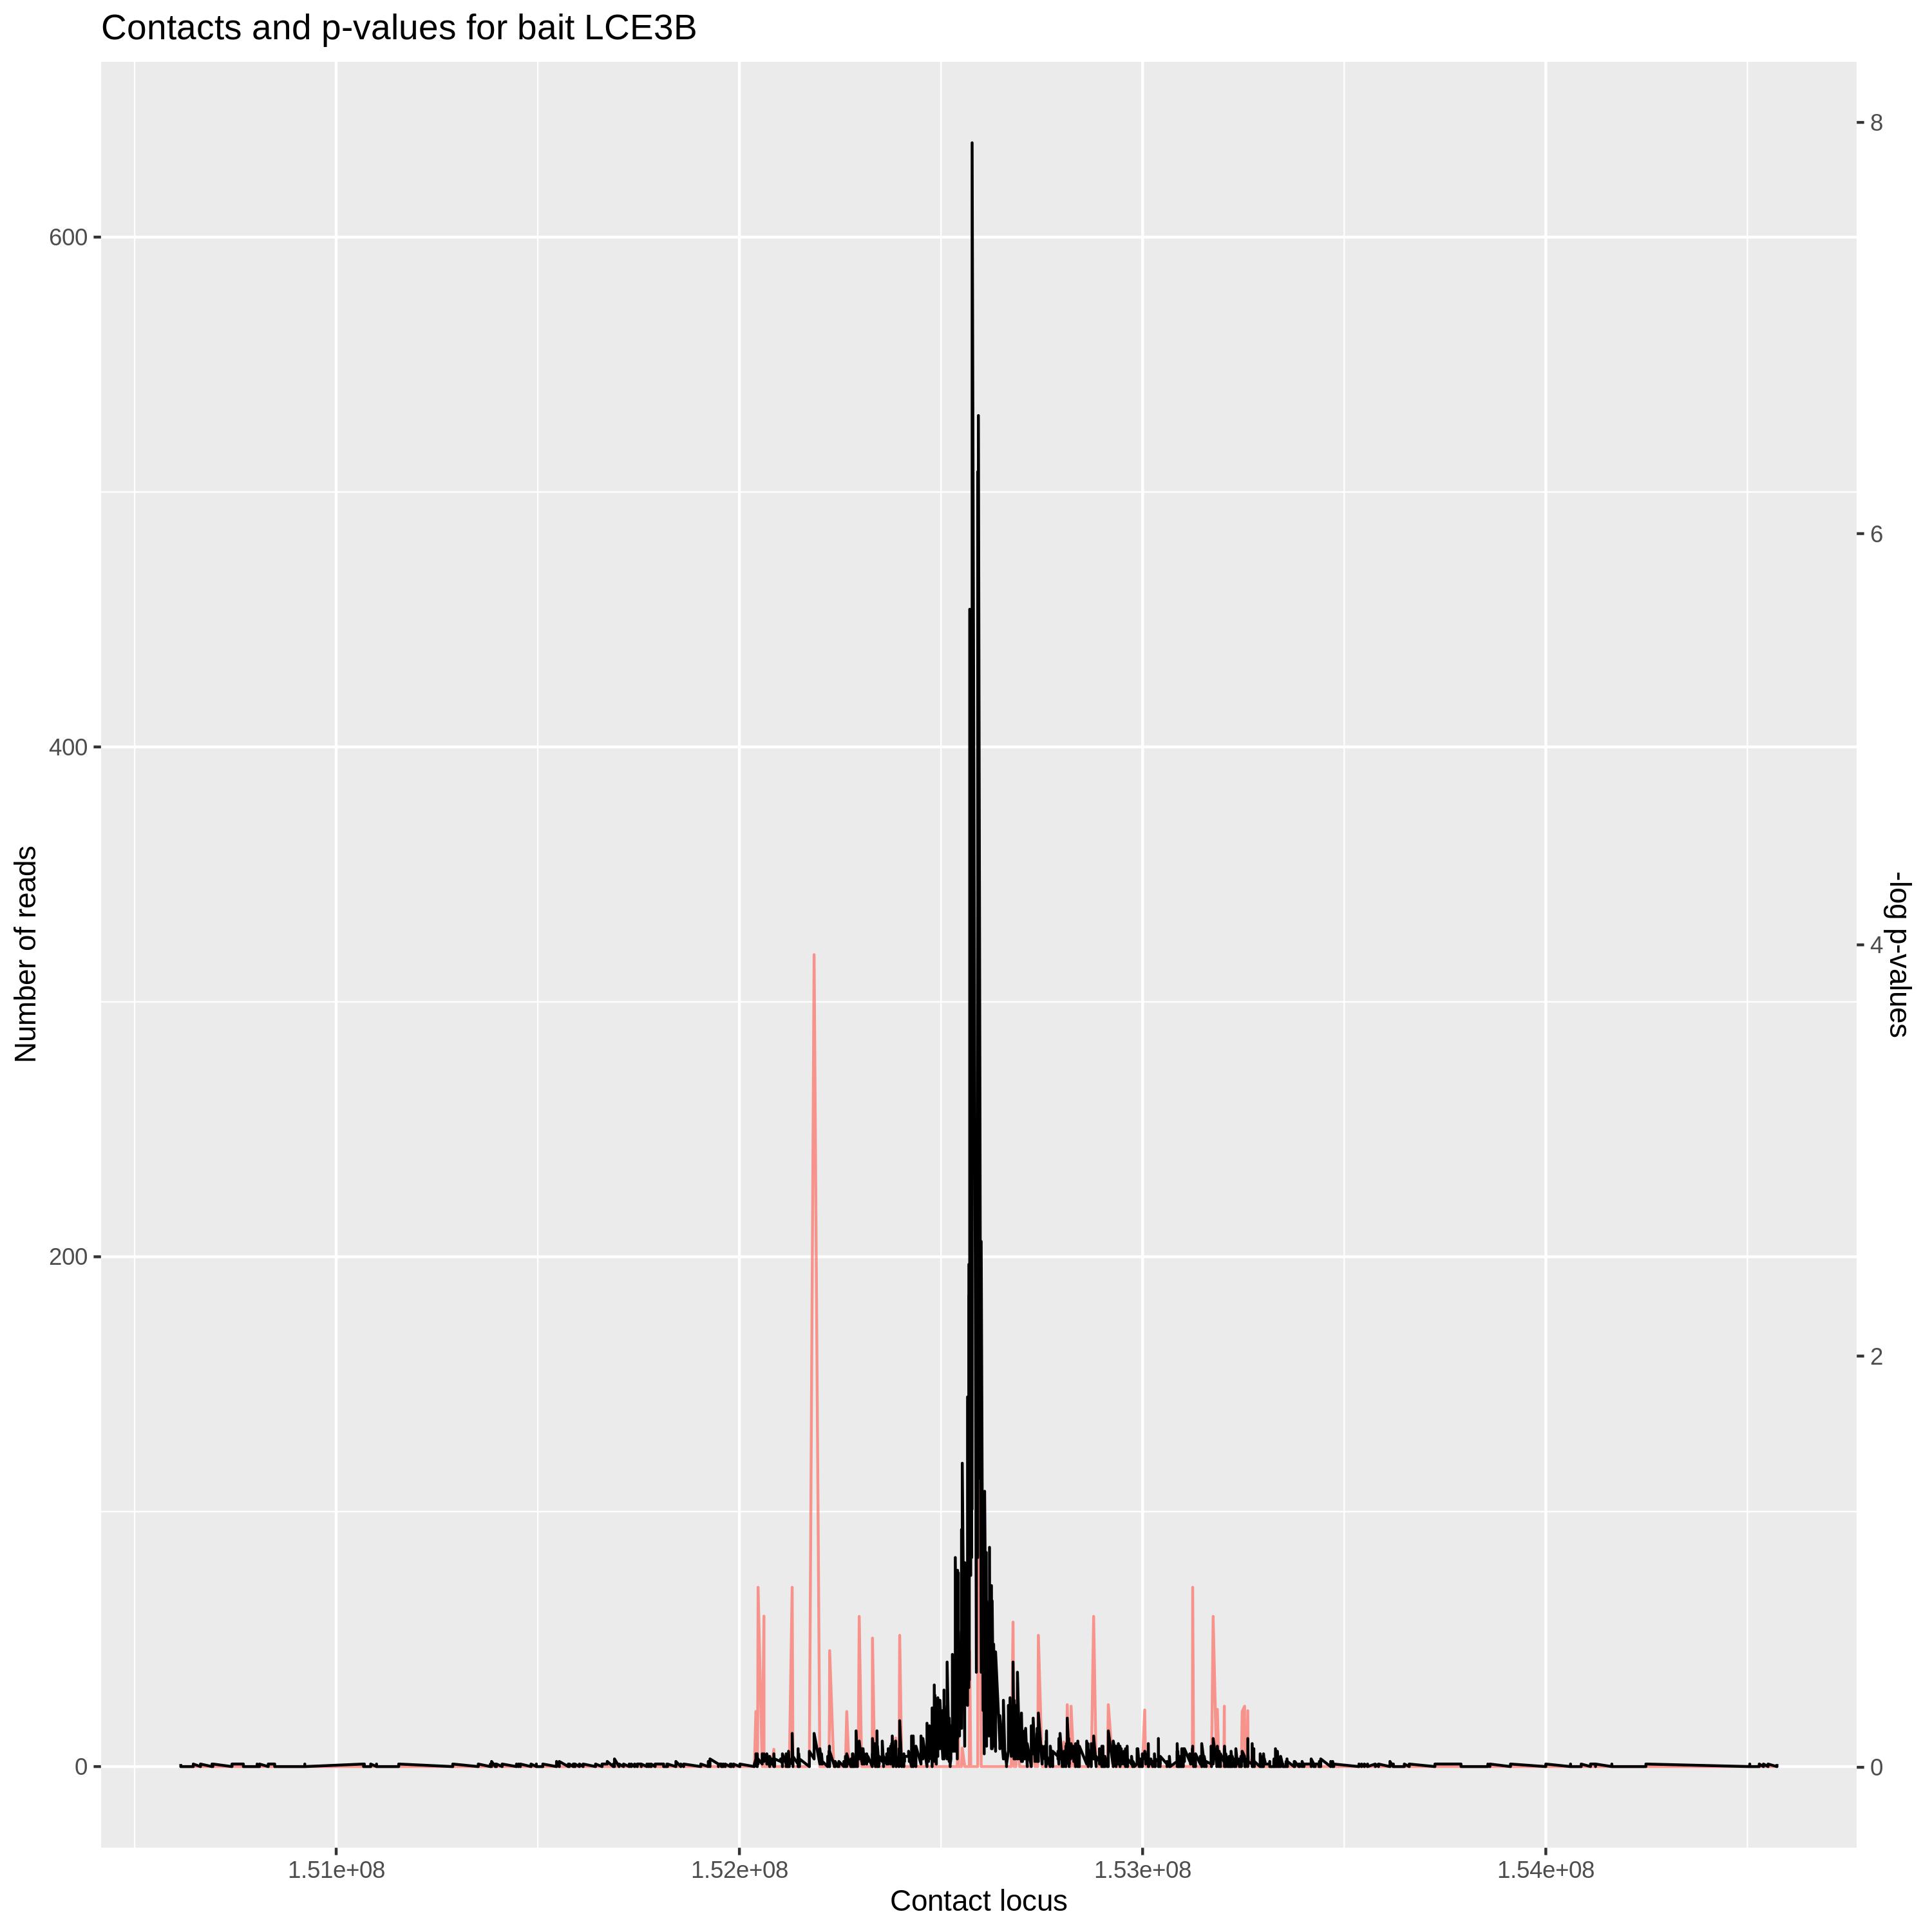 Contacts and p-values for bait LCE3B
Number of reads
600
400
200
0
8
6
4
2
0
-log p-values
1.51e+08
1.52e+08
1.53e+08
1.54e+08
Contact locus